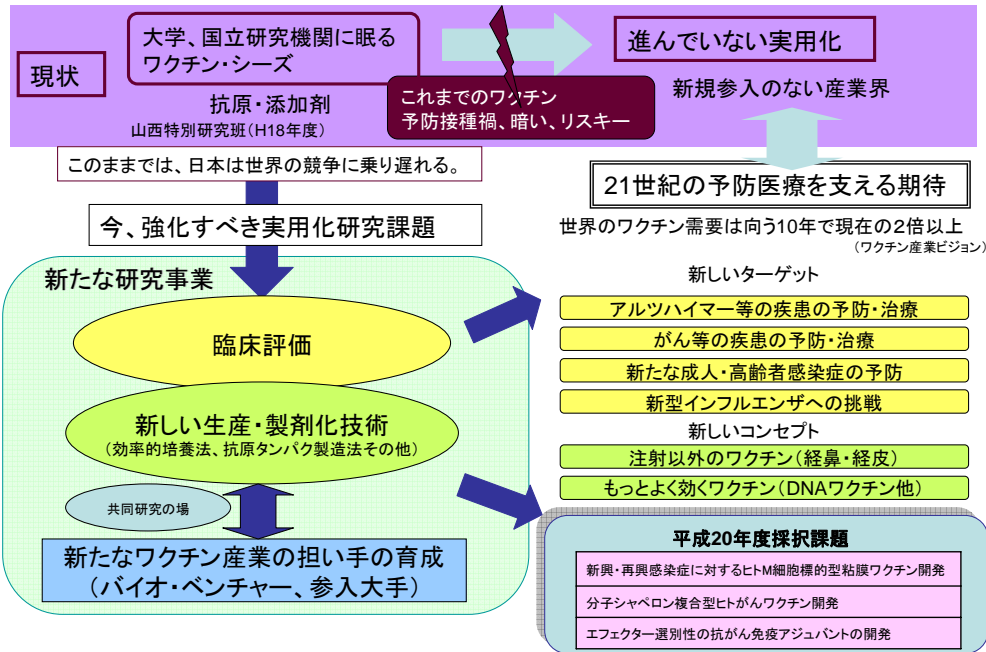 現状
大学、国立研究機関に眠る
ワクチン・シーズ
抗原・添加剤
山西特別研究班(H18年度)
これまでのワクチン
予防接種禍、暗い、リスキー
進んでいない実用化
新規参入のない産業界
このままでは、日本は世界の競争に乗り遅れる。
今、強化すべき実用化研究課題
21世紀の予防医療を支える期待
世界のワクチン需要は向う10年で現在の2倍以上
(ワクチン産業ビジョン)
新たな研究事業
臨床評価
新しい生産・製剤化技術
(効率的培養法、抗原タンパク製造法その他)
共同研究の場
新たなワクチン産業の担い手の育成
(バイオ・ベンチャー、参入大手)
新しいターゲット
アルツハイマー等の疾患の予防・治療
がん等の疾患の予防・治療
新たな成人・高齢者感染症の予防
新型インフルエンザへの挑戦
新しいコンセプト
注射以外のワクチン(経鼻・経皮)
もっとよく効くワクチン(DNAワクチン他)
平成20年度採択課題
新興・再興感染症に対するヒトM細胞標的型粘膜ワクチン開発
分子シャペロン複合型ヒトがんワクチン開発
エフェクター選別性の抗がん免疫アジュバントの開発